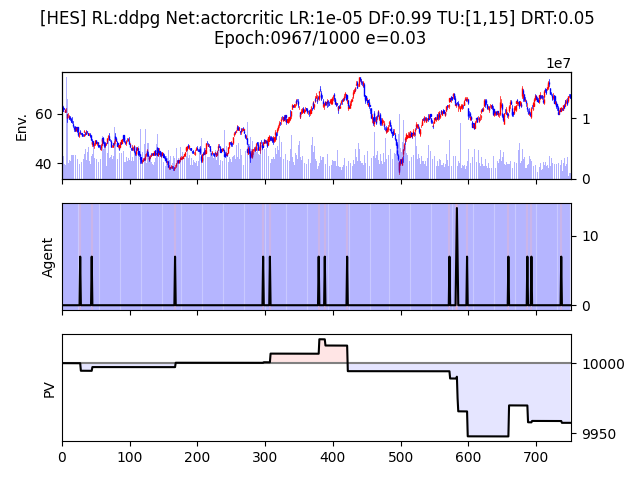 [HES] RL:ddpg Net:actorcritic LR:1e-05 DF:0.99 TU:[1,15] DRT:0.05
Epoch:0967/1000 e=0.03
1e7
Env.
60
40
1
0
Agent
10
0
PV
10000
9950
0 100 200 300 400 500 600 700